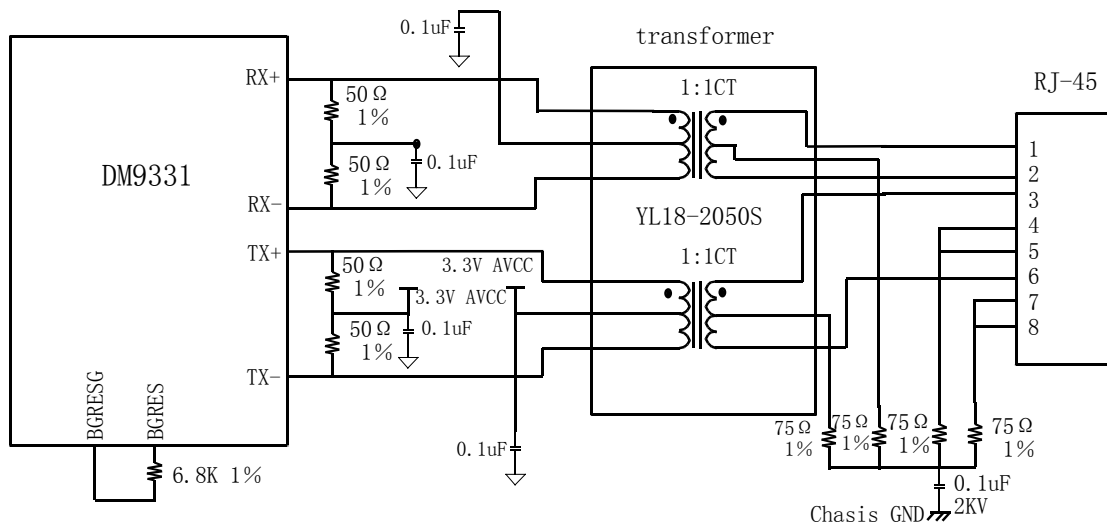 0.1uF
transformer
RX+
50Ω
1%
1:1CT
RJ-45
DM9331
0.1uF
50Ω
1%
1
2
3
4
5
6
7
8
RX-
YL18-2050S
TX+
50Ω
1%
3.3V AVCC
3.3V AVCC
1:1CT
0.1uF
50Ω
1%
TX-
BGRESG
BGRES
6.8K 1%
0.1uF
75Ω
1%
75Ω
1%
75Ω
1%
75Ω
1%
0.1uF
2KV
Chasis GND